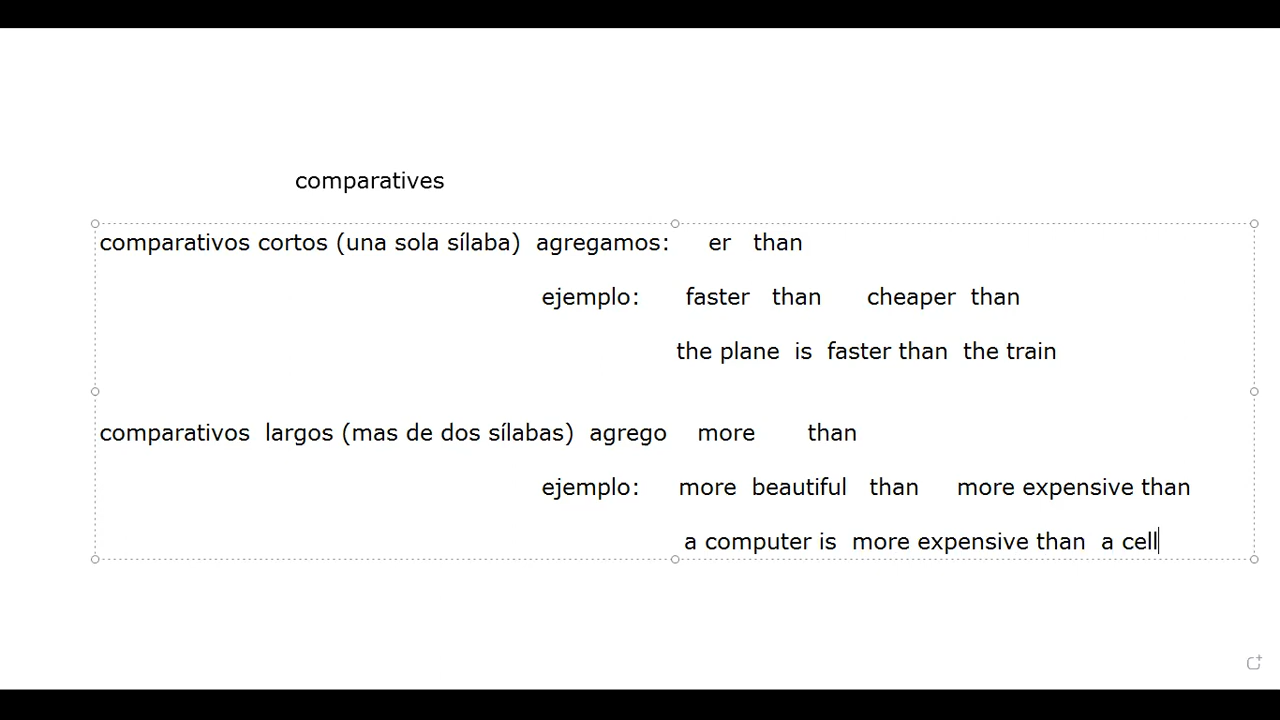 comparatives
comparativos cortos (una sola sílaba) agregamos: er than
ejemplo: faster than cheaper than
the plane is faster than the train
comparativos largos (mas de dos sílabas) agrego more than
ejemplo: more beautiful than more expensive than
a computer is more expensive than a cell